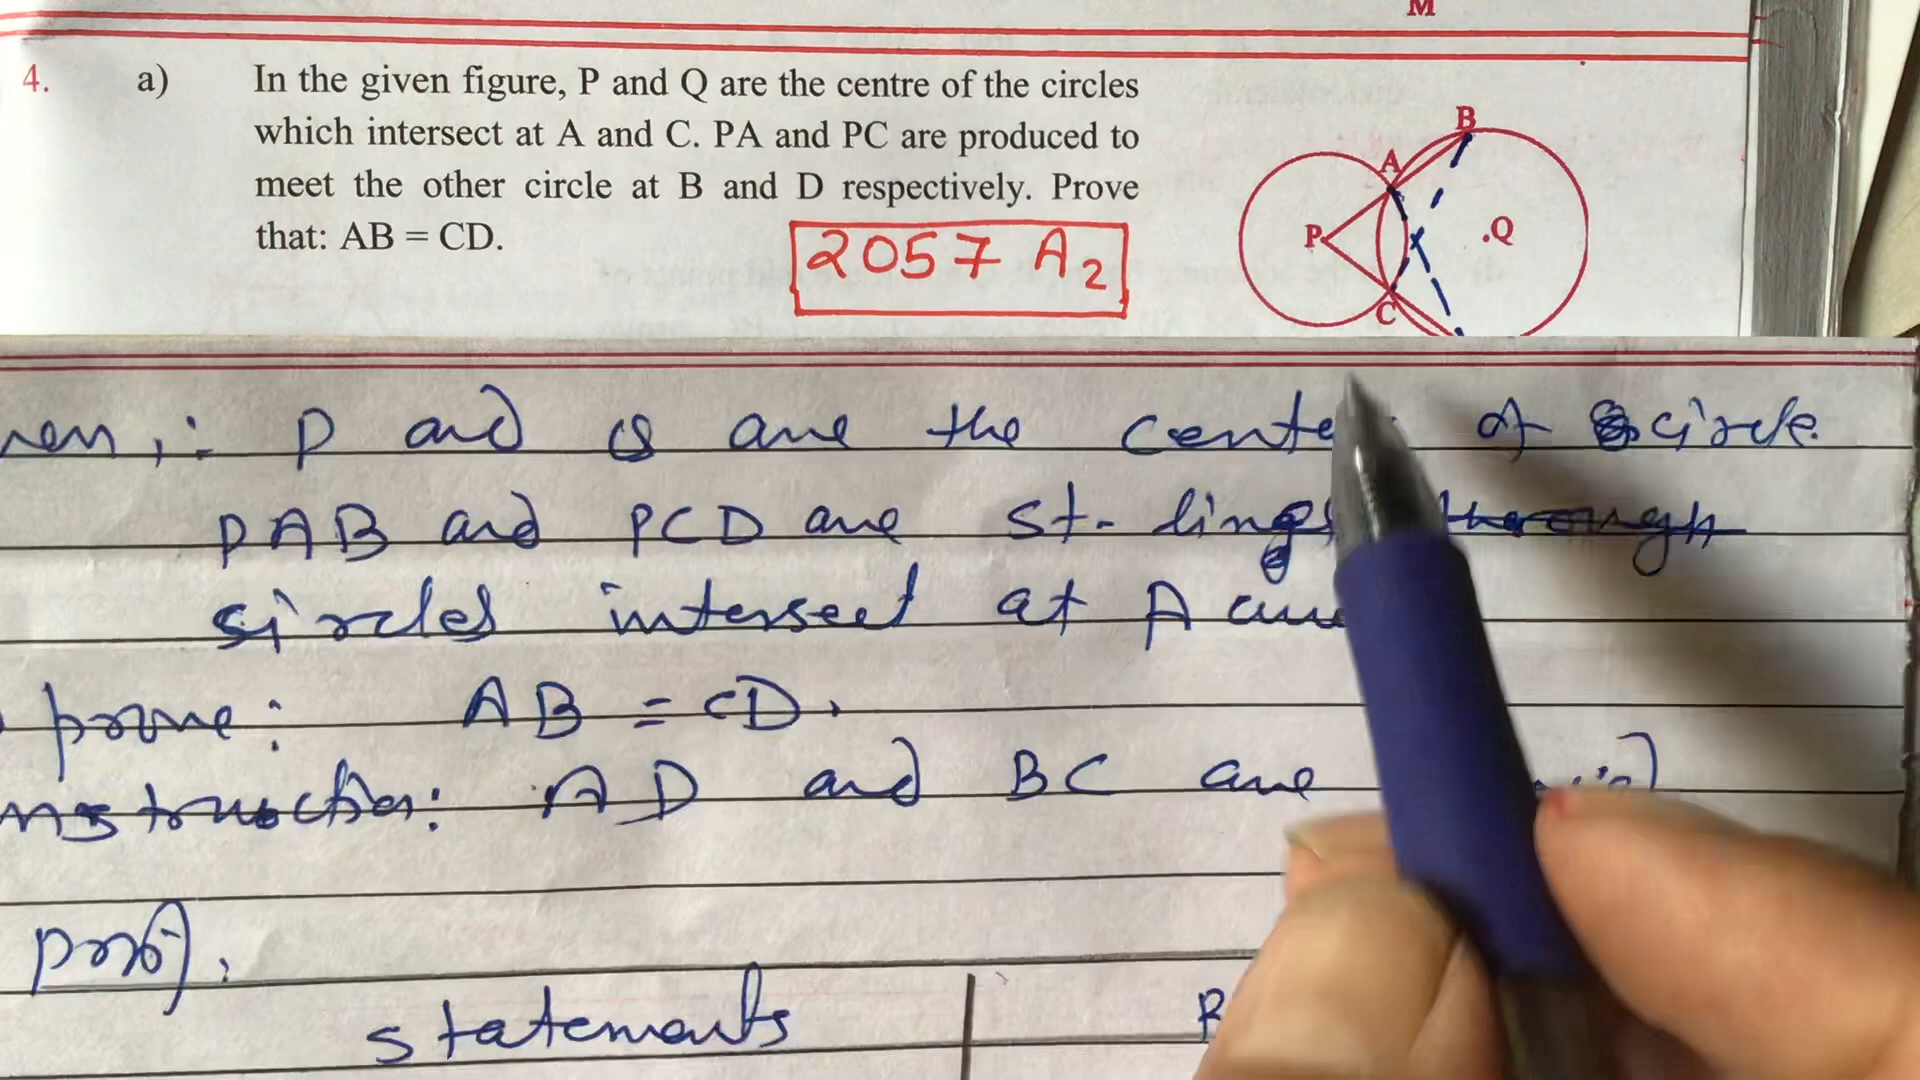 M
4. a) In the given figure, P and Q are the centre of the circles
which intersect at A and C. PA and PC are produced to
meet the other circle at B and D respectively. Prove
that: AB = CD.
2057 A2
B
A
P
.Q
C
P and Q are the cente of circle.
PAB and PCD are st. lines
sircles intersect at A
prove: AB = CD.
AD and BC are
proof,
statements